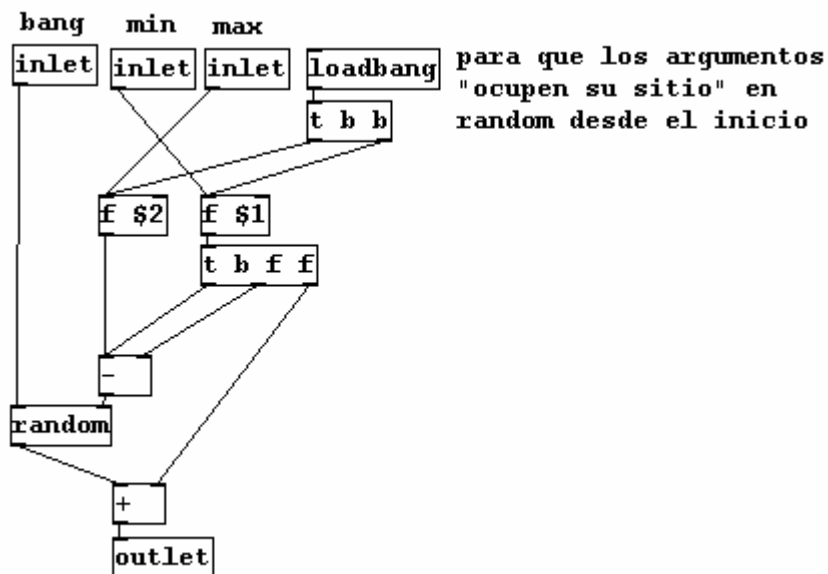 bang min max
inlet inlet inlet loadbang
para que los argumentos
"ocupen su sitio" en
random desde el inicio
t b b
f $2 f $1
t b f f
-
random
+
outlet